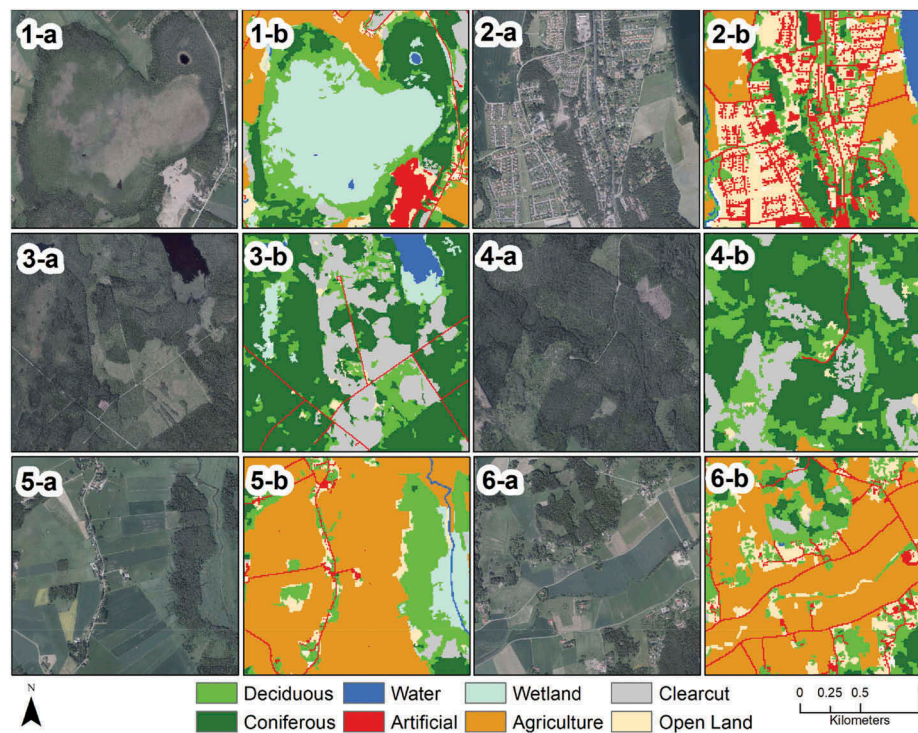 1-a 1-b 2-a 2-b
3-a 3-b 4-a 4-b
5-a 5-b 6-a 6-b
N Deciduous Water Wetland Clearcut 0 0.25 0.5
Coniferous Artificial Agriculture Open Land Kilometers